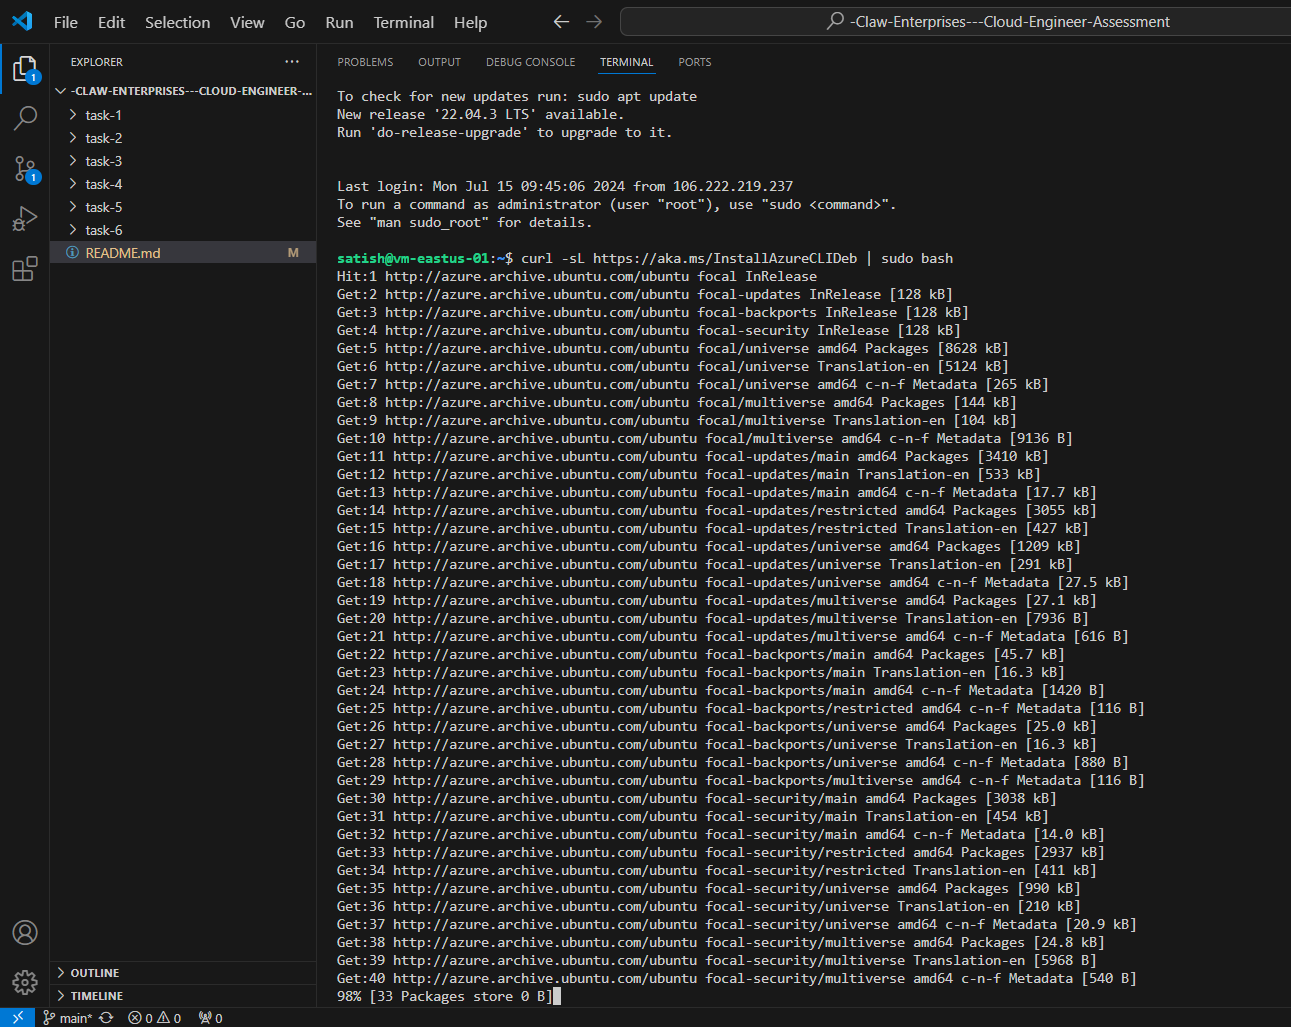 File Edit Selection View Go Run Terminal Help
-Claw-Enterprises---Cloud-Engineer-Assessment
EXPLORER
-CLAW-ENTERPRISES---CLOUD-ENGINEER-...
task-1
task-2
task-3
task-4
task-5
task-6
README.md M
OUTLINE
TIMELINE
1
1
PROBLEMS OUTPUT DEBUG CONSOLE TERMINAL PORTS
To check for new updates run: sudo apt update
New release '22.04.3 LTS' available.
Run 'do-release-upgrade' to upgrade to it.
Last login: Mon Jul 15 09:45:06 2024 from 106.222.219.237
To run a command as administrator (user "root"), use "sudo <command>".
See "man sudo_root" for details.
satish@vm-eastus-01:~$ curl -sL https://aka.ms/InstallAzureCLIDeb | sudo bash
Hit:1 http://azure.archive.ubuntu.com/ubuntu focal InRelease
Get:2 http://azure.archive.ubuntu.com/ubuntu focal-updates InRelease [128 kB]
Get:3 http://azure.archive.ubuntu.com/ubuntu focal-backports InRelease [128 kB]
Get:4 http://azure.archive.ubuntu.com/ubuntu focal-security InRelease [128 kB]
Get:5 http://azure.archive.ubuntu.com/ubuntu focal/universe amd64 Packages [8628 kB]
Get:6 http://azure.archive.ubuntu.com/ubuntu focal/universe Translation-en [5124 kB]
Get:7 http://azure.archive.ubuntu.com/ubuntu focal/universe amd64 c-n-f Metadata [265 kB]
Get:8 http://azure.archive.ubuntu.com/ubuntu focal/multiverse amd64 Packages [144 kB]
Get:9 http://azure.archive.ubuntu.com/ubuntu focal/multiverse Translation-en [104 kB]
Get:10 http://azure.archive.ubuntu.com/ubuntu focal/multiverse amd64 c-n-f Metadata [9136 B]
Get:11 http://azure.archive.ubuntu.com/ubuntu focal-updates/main amd64 Packages [3410 kB]
Get:12 http://azure.archive.ubuntu.com/ubuntu focal-updates/main Translation-en [533 kB]
Get:13 http://azure.archive.ubuntu.com/ubuntu focal-updates/main amd64 c-n-f Metadata [17.7 kB]
Get:14 http://azure.archive.ubuntu.com/ubuntu focal-updates/restricted amd64 Packages [3055 kB]
Get:15 http://azure.archive.ubuntu.com/ubuntu focal-updates/restricted Translation-en [427 kB]
Get:16 http://azure.archive.ubuntu.com/ubuntu focal-updates/universe amd64 Packages [1209 kB]
Get:17 http://azure.archive.ubuntu.com/ubuntu focal-updates/universe Translation-en [291 kB]
Get:18 http://azure.archive.ubuntu.com/ubuntu focal-updates/universe amd64 c-n-f Metadata [27.5 kB]
Get:19 http://azure.archive.ubuntu.com/ubuntu focal-updates/multiverse amd64 Packages [27.1 kB]
Get:20 http://azure.archive.ubuntu.com/ubuntu focal-updates/multiverse Translation-en [7936 B]
Get:21 http://azure.archive.ubuntu.com/ubuntu focal-updates/multiverse amd64 c-n-f Metadata [616 B]
Get:22 http://azure.archive.ubuntu.com/ubuntu focal-backports/main amd64 Packages [45.7 kB]
Get:23 http://azure.archive.ubuntu.com/ubuntu focal-backports/main Translation-en [16.3 kB]
Get:24 http://azure.archive.ubuntu.com/ubuntu focal-backports/main amd64 c-n-f Metadata [1420 B]
Get:25 http://azure.archive.ubuntu.com/ubuntu focal-backports/restricted amd64 c-n-f Metadata [116 B]
Get:26 http://azure.archive.ubuntu.com/ubuntu focal-backports/universe amd64 Packages [25.0 kB]
Get:27 http://azure.archive.ubuntu.com/ubuntu focal-backports/universe Translation-en [16.3 kB]
Get:28 http://azure.archive.ubuntu.com/ubuntu focal-backports/universe amd64 c-n-f Metadata [880 B]
Get:29 http://azure.archive.ubuntu.com/ubuntu focal-backports/multiverse amd64 c-n-f Metadata [116 B]
Get:30 http://azure.archive.ubuntu.com/ubuntu focal-security/main amd64 Packages [3038 kB]
Get:31 http://azure.archive.ubuntu.com/ubuntu focal-security/main Translation-en [454 kB]
Get:32 http://azure.archive.ubuntu.com/ubuntu focal-security/main amd64 c-n-f Metadata [14.0 kB]
Get:33 http://azure.archive.ubuntu.com/ubuntu focal-security/restricted amd64 Packages [2937 kB]
Get:34 http://azure.archive.ubuntu.com/ubuntu focal-security/restricted Translation-en [411 kB]
Get:35 http://azure.archive.ubuntu.com/ubuntu focal-security/universe amd64 Packages [990 kB]
Get:36 http://azure.archive.ubuntu.com/ubuntu focal-security/universe Translation-en [210 kB]
Get:37 http://azure.archive.ubuntu.com/ubuntu focal-security/universe amd64 c-n-f Metadata [20.9 kB]
Get:38 http://azure.archive.ubuntu.com/ubuntu focal-security/multiverse amd64 Packages [24.8 kB]
Get:39 http://azure.archive.ubuntu.com/ubuntu focal-security/multiverse Translation-en [5968 B]
Get:40 http://azure.archive.ubuntu.com/ubuntu focal-security/multiverse amd64 c-n-f Metadata [540 B]
98% [33 Packages store 0 B]
main* 0 0 0